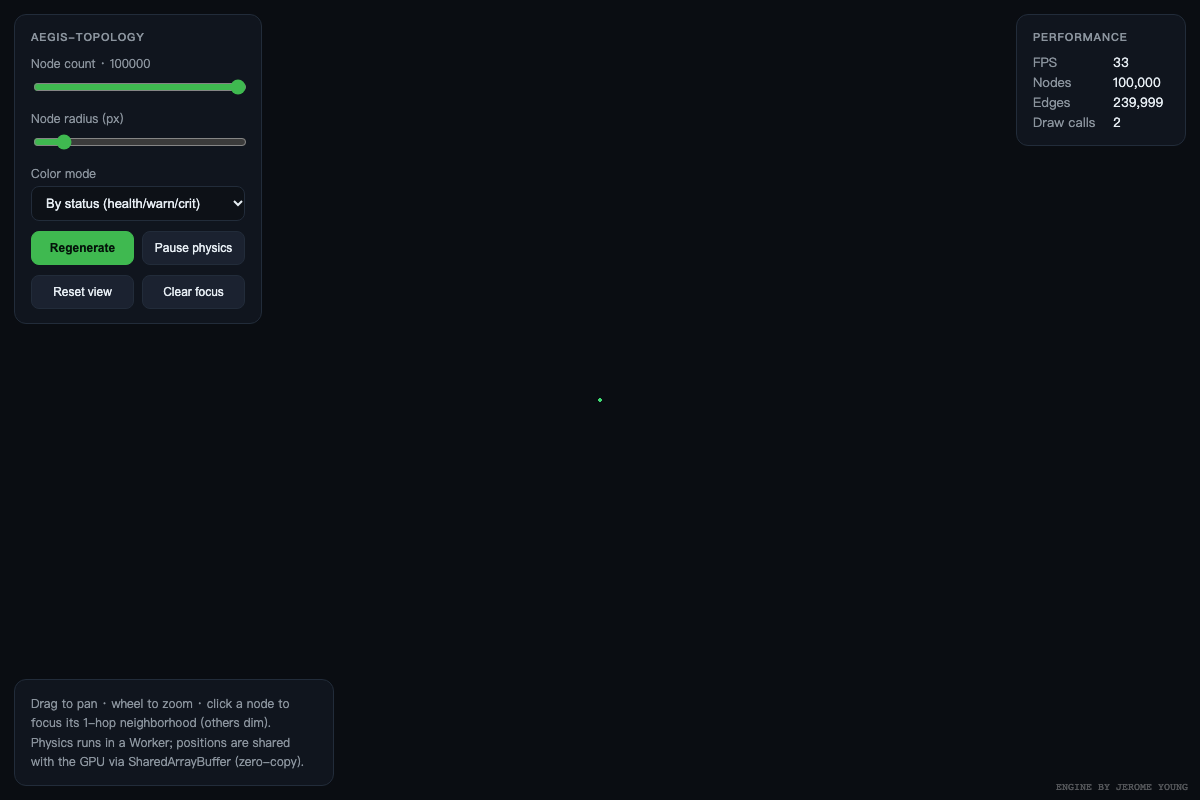 AEGIS-TOPOLOGY
Node count · 100000
Node radius (px)
Color mode
By status (health/warn/crit)
Regenerate
Pause physics
Reset view
Clear focus
PERFORMANCE
FPS 33
Nodes 100,000
Edges 239,999
Draw calls 2
Drag to pan · wheel to zoom · click a node to
focus its 1-hop neighborhood (others dim).
Physics runs in a Worker; positions are shared
with the GPU via SharedArrayBuffer (zero-copy).
ENGINE BY JEROME YOUNG